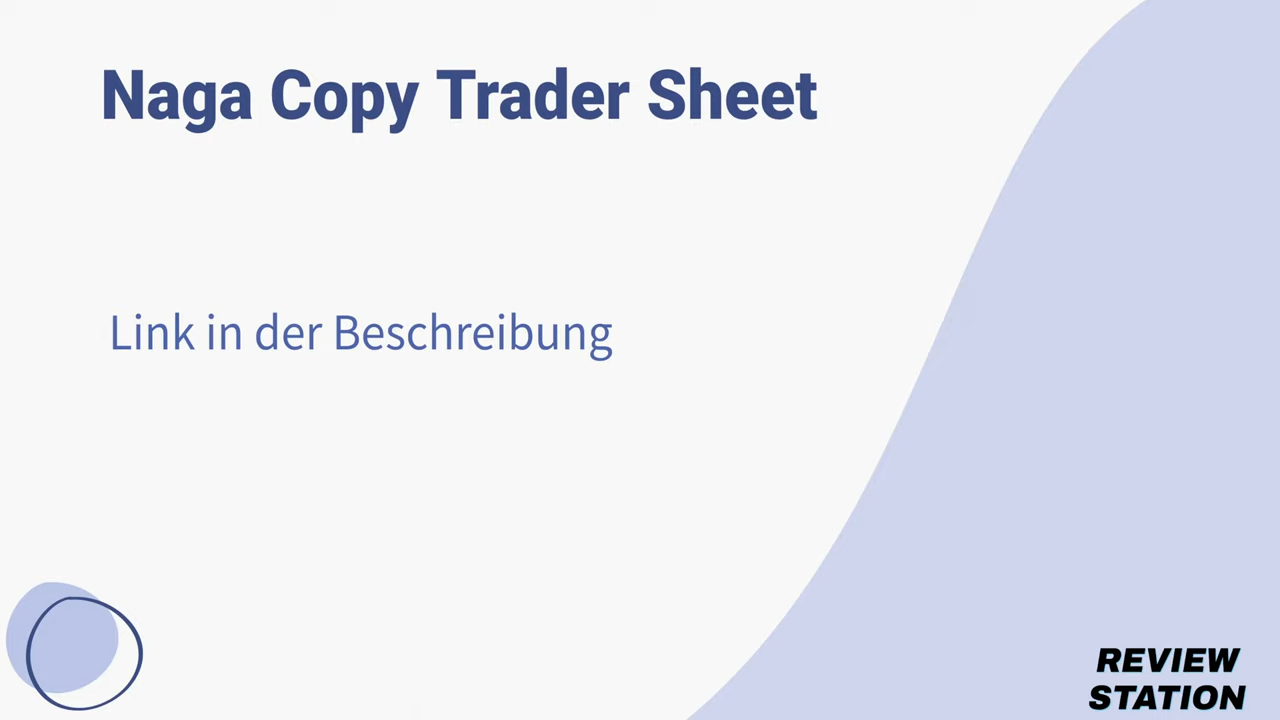 Naga Copy Trader Sheet
Link in der Beschreibung
REVIEW
STATION